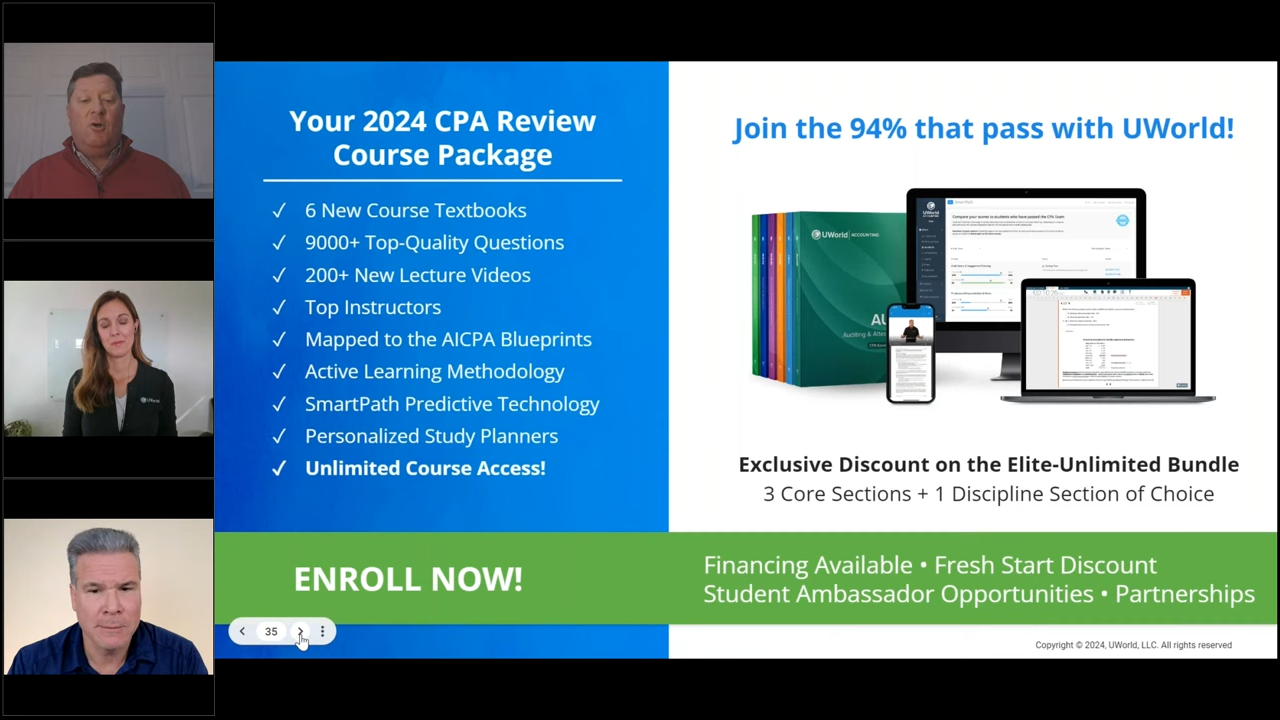 Your 2024 CPA Review
Course Package
✓ 6 New Course Textbooks
✓ 9000+ Top-Quality Questions
✓ 200+ New Lecture Videos
✓ Top Instructors
✓ Mapped to the AICPA Blueprints
✓ Active Learning Methodology
✓ SmartPath Predictive Technology
✓ Personalized Study Planners
✓ Unlimited Course Access!
Join the 94% that pass with UWorld!
UWorld ACCOUNTING
Exclusive Discount on the Elite-Unlimited Bundle
3 Core Sections + 1 Discipline Section of Choice
ENROLL NOW!
Financing Available • Fresh Start Discount
Student Ambassador Opportunities • Partnerships
35
Copyright © 2024, UWorld, LLC. All rights reserved
UWorld